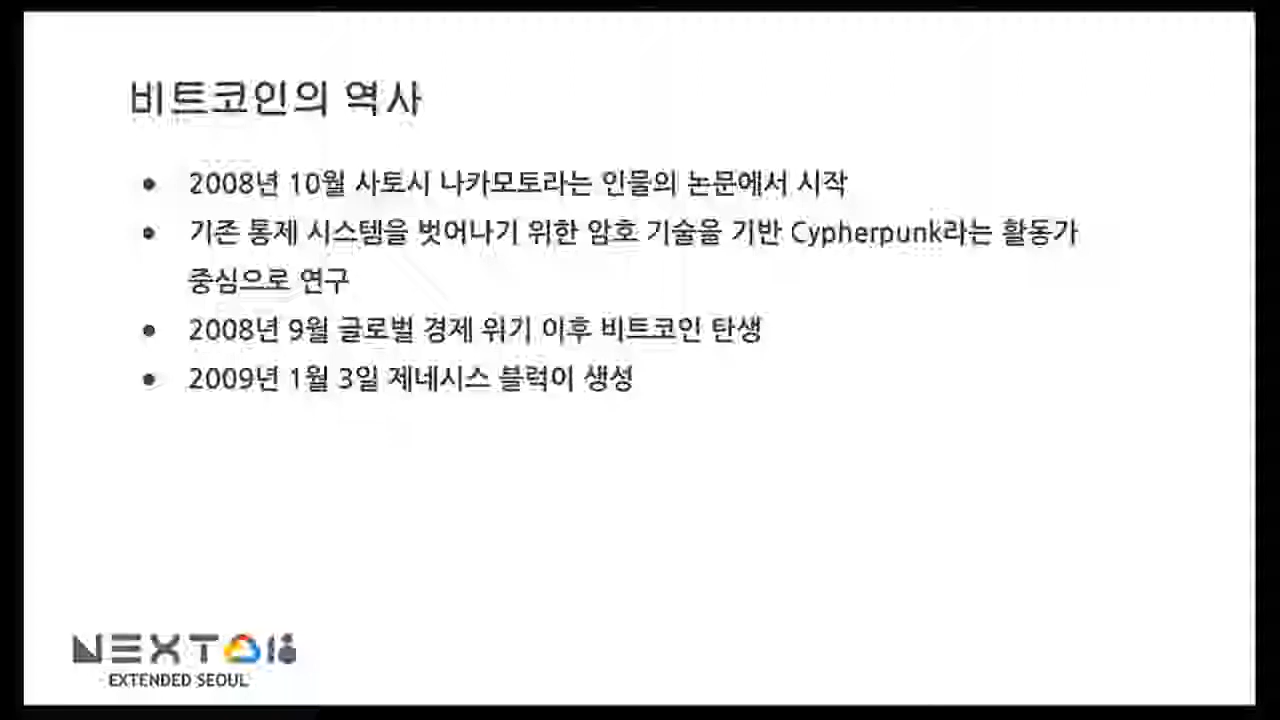 비트코인의 역사
● 2008년 10월 사토시 나카모토라는 인물의 논문에서 시작
● 기존 통제 시스템을 벗어나기 위한 암호 기술을 기반 Cypherpunk라는 활동가
중심으로 연구
● 2008년 9월 글로벌 경제 위기 이후 비트코인 탄생
● 2009년 1월 3일 제네시스 블럭이 생성
NEXT 18
EXTENDED SEOUL